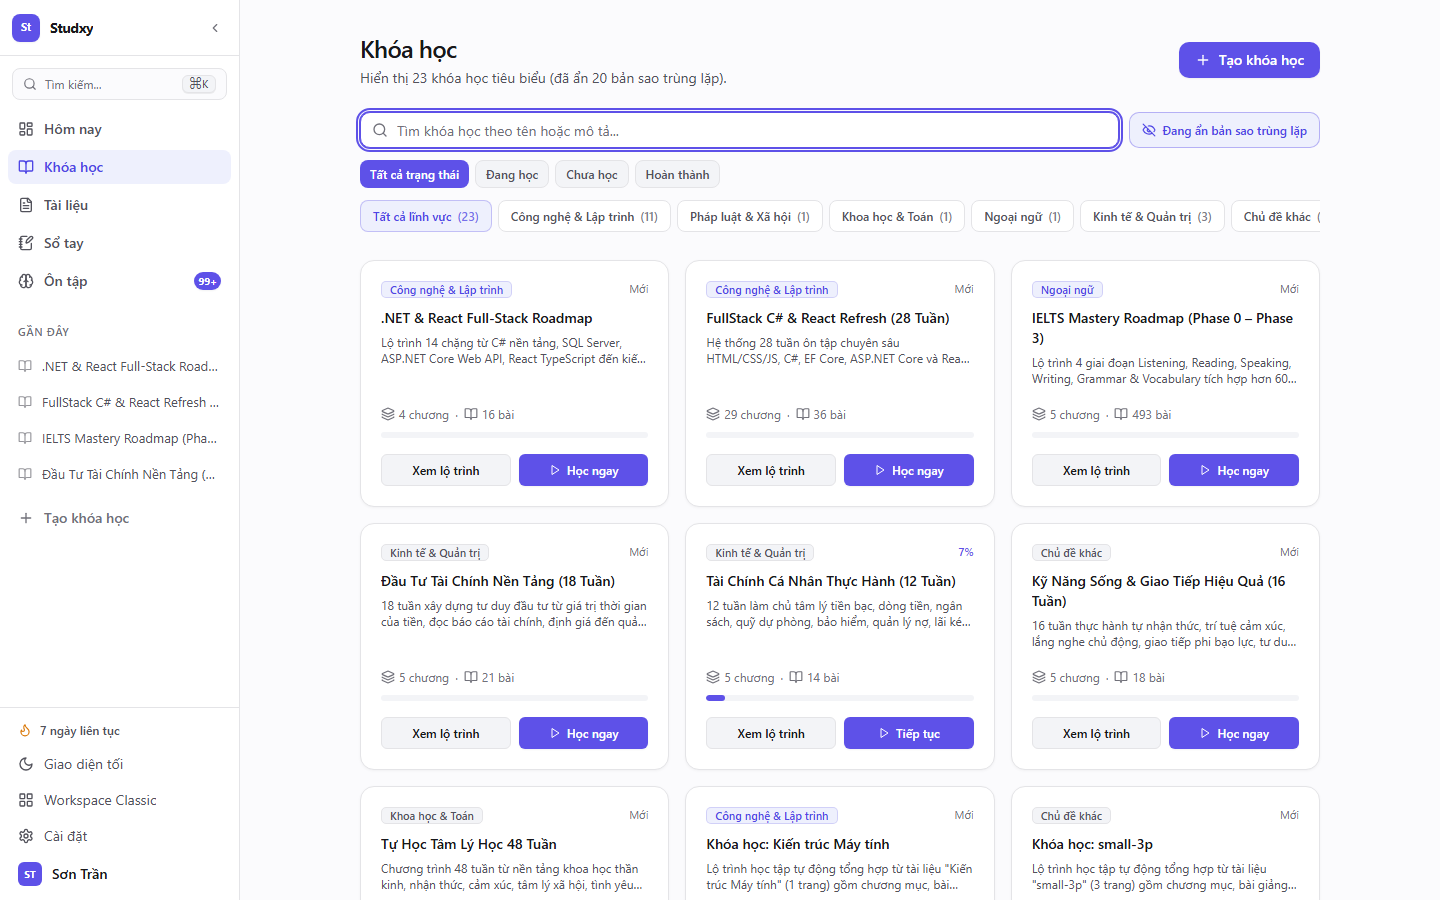 St Studxy
Tìm kiếm... ⌘K
Hôm nay
Khóa học
Tài liệu
Sổ tay
Ôn tập 99+
GẦN ĐÂY
.NET & React Full-Stack Road...
FullStack C# & React Refresh ...
IELTS Mastery Roadmap (Pha...
Đầu Tư Tài Chính Nền Tảng (...
Tạo khóa học
7 ngày liên tục
Giao diện tối
Workspace Classic
Cài đặt
ST Sơn Trần
Khóa học
Hiển thị 23 khóa học tiêu biểu (đã ẩn 20 bản sao trùng lặp).
Tạo khóa học
Tìm khóa học theo tên hoặc mô tả...
Đang ẩn bản sao trùng lặp
Tất cả trạng thái Đang học Chưa học Hoàn thành
Tất cả lĩnh vực (23) Công nghệ & Lập trình (11) Pháp luật & Xã hội (1) Khoa học & Toán (1) Ngoại ngữ (1) Kinh tế & Quản trị (3) Chủ đề khác (
Công nghệ & Lập trình Mới
.NET & React Full-Stack Roadmap
Lộ trình 14 chặng từ C# nền tảng, SQL Server,
ASP.NET Core Web API, React TypeScript đến kiế...
4 chương · 16 bài
Xem lộ trình Học ngay
Công nghệ & Lập trình Mới
FullStack C# & React Refresh (28 Tuần)
Hệ thống 28 tuần ôn tập chuyên sâu
HTML/CSS/JS, C#, EF Core, ASP.NET Core và Rea...
29 chương · 36 bài
Xem lộ trình Học ngay
Ngoại ngữ Mới
IELTS Mastery Roadmap (Phase 0 – Phase
3)
Lộ trình 4 giai đoạn Listening, Reading, Speaking,
Writing, Grammar & Vocabulary tích hợp hơn 60...
5 chương · 493 bài
Xem lộ trình Học ngay
Kinh tế & Quản trị Mới
Đầu Tư Tài Chính Nền Tảng (18 Tuần)
18 tuần xây dựng tư duy đầu tư từ giá trị thời gian
của tiền, đọc báo cáo tài chính, định giá đến quả...
5 chương · 21 bài
Xem lộ trình Học ngay
Kinh tế & Quản trị 7%
Tài Chính Cá Nhân Thực Hành (12 Tuần)
12 tuần làm chủ tâm lý tiền bạc, dòng tiền, ngân
sách, quỹ dự phòng, bảo hiểm, quản lý nợ, lãi ké...
5 chương · 14 bài
Xem lộ trình Tiếp tục
Chủ đề khác Mới
Kỹ Năng Sống & Giao Tiếp Hiệu Quả (16
Tuần)
16 tuần thực hành tự nhận thức, trí tuệ cảm xúc,
lắng nghe chủ động, giao tiếp phi bạo lực, tư du...
5 chương · 18 bài
Xem lộ trình Học ngay
Khoa học & Toán Mới
Tự Học Tâm Lý Học 48 Tuần
Chương trình 48 tuần từ nền tảng khoa học thần
kinh, nhận thức, cảm xúc, tâm lý xã hội, tình yêu...
Công nghệ & Lập trình Mới
Khóa học: Kiến trúc Máy tính
Lộ trình học tập tự động tổng hợp từ tài liệu "Kiến
trúc Máy tính" (1 trang) gồm chương mục, bài...
Chủ đề khác Mới
Khóa học: small-3p
Lộ trình học tập tự động tổng hợp từ tài liệu
"small-3p" (3 trang) gồm chương mục, bài giảng...